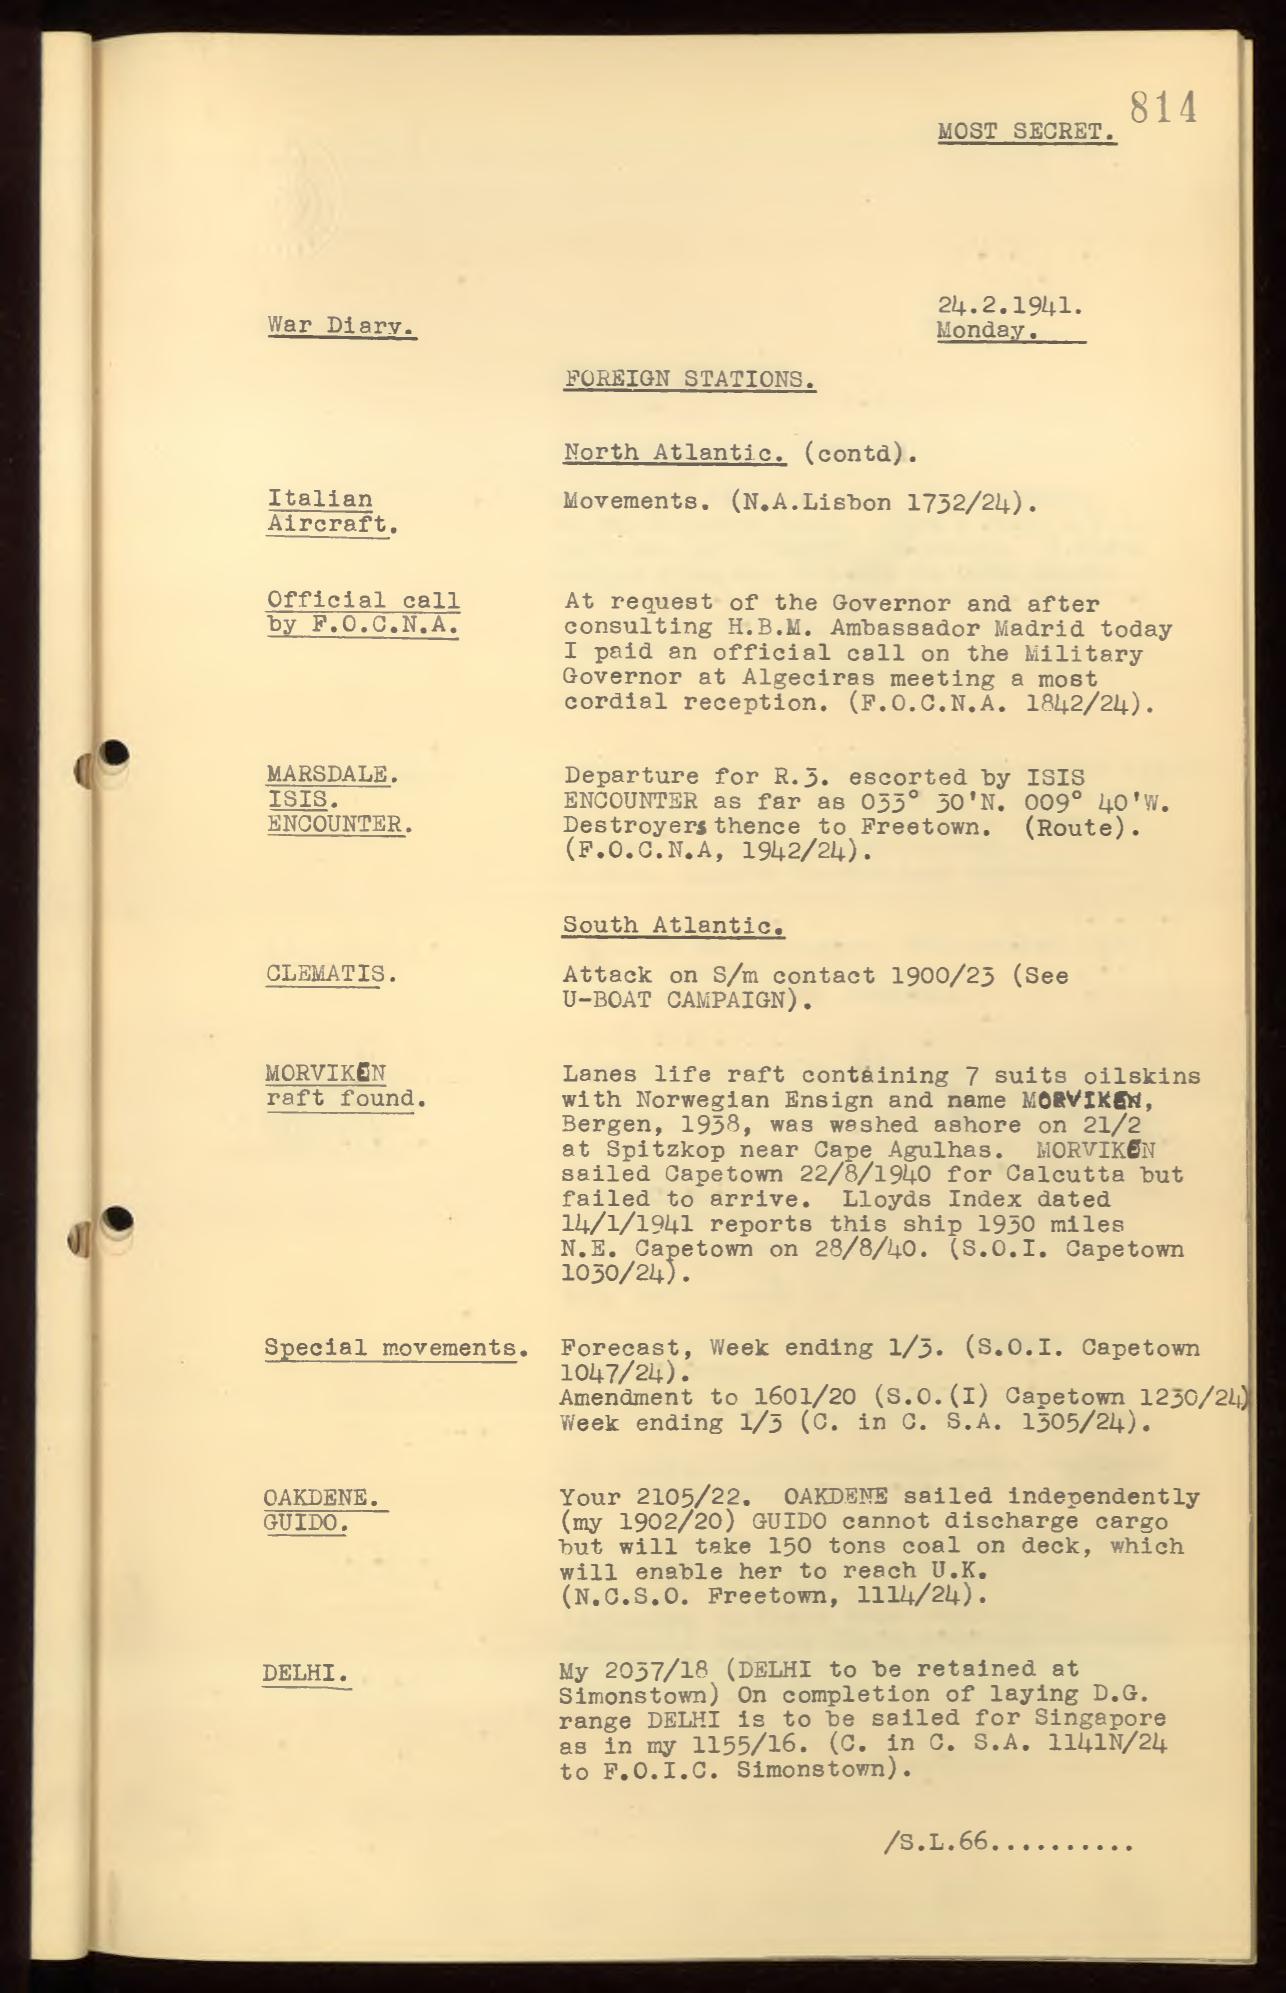 814
MOST SECRET.
24.2.1941.
War Diary.
Monday.
FOREIGN STATIONS.
North Atlantic. (contd).
Italian
Aircraft.
Movements. (N.A.Lisbon 1732/24).
Official call
by F.O.C.N.A.
At request of the Governor and after
consulting H.B.M. Ambassador Madrid today
I paid an official call on the Military
Governor at Algeciras meeting a most
cordial reception. (F.O.C.N.A. 1842/24).
MARSDALE.
ISIS.
ENCOUNTER.
Departure for R.3. escorted by ISIS
ENCOUNTER as far as 033° 30'N. 009° 40'W.
Destroyers thence to Freetown. (Route).
(F.O.C.N.A, 1942/24).
South Atlantic.
CLEMATIS.
Attack on S/m contact 1900/23 (See
U-BOAT CAMPAIGN).
MORVIKEN
raft found.
Lanes life raft containing 7 suits oilskins
with Norwegian Ensign and name MORVIKEN,
Bergen, 1938, was washed ashore on 21/2
at Spitzkop near Cape Agulhas. MORVIKEN
sailed Capetown 22/8/1940 for Calcutta but
failed to arrive. Lloyds Index dated
14/1/1941 reports this ship 1930 miles
N.E. Capetown on 28/8/40. (S.O.I. Capetown
1030/24).
Special movements.
Forecast, Week ending 1/3. (S.O.I. Capetown
1047/24).
Amendment to 1601/20 (S.O.(I) Capetown 1230/24)
Week ending 1/3 (C. in C. S.A. 1305/24).
OAKDENE.
GUIDO.
Your 2105/22. OAKDENE sailed independently
(my 1902/20) GUIDO cannot discharge cargo
but will take 150 tons coal on deck, which
will enable her to reach U.K.
(N.C.S.O. Freetown, 1114/24).
DELHI.
My 2037/18 (DELHI to be retained at
Simonstown) On completion of laying D.G.
range DELHI is to be sailed for Singapore
as in my 1155/16. (C. in C. S.A. 1141N/24
to F.O.I.C. Simonstown).
/S.L.66..........